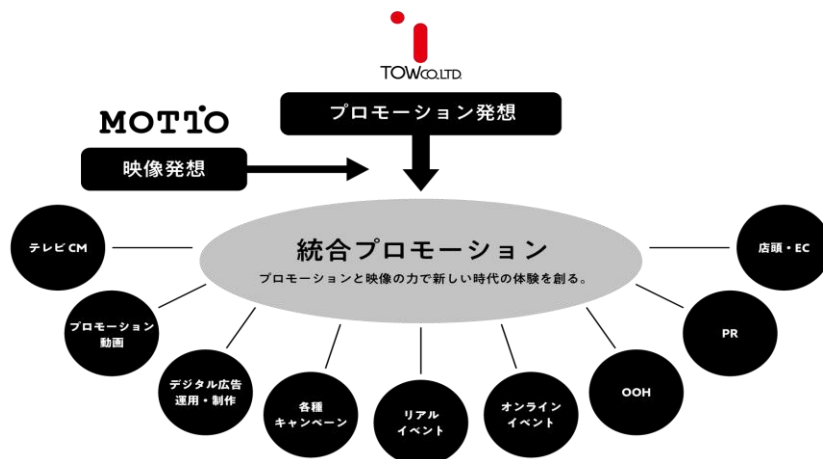 TOWCO.LTD.
プロモーション発想
MOTTO
映像発想
統合プロモーション
プロモーションと映像の力で新しい時代の体験を創る。
テレビCM
プロモーション
動画
デジタル広告
運用・制作
各種
キャンペーン
リアル
イベント
オンライン
イベント
OOH
PR
店頭・EC